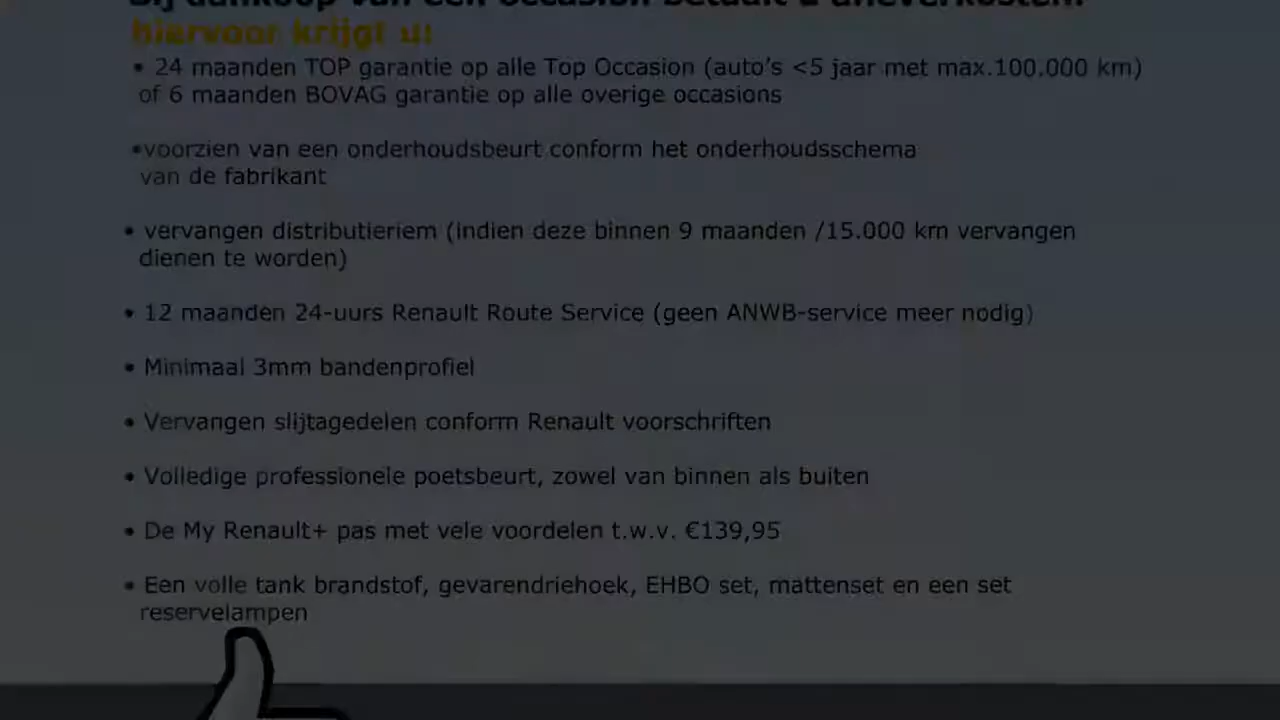 Bij aankoop van een occasion betaalt u afleverkosten.
hiervoor krijgt u:
• 24 maanden TOP garantie op alle Top Occasion (auto's <5 jaar met max.100.000 km)
of 6 maanden BOVAG garantie op alle overige occasions
•voorzien van een onderhoudsbeurt conform het onderhoudsschema
van de fabrikant
• vervangen distributieriem (indien deze binnen 9 maanden /15.000 km vervangen
dienen te worden)
• 12 maanden 24-uurs Renault Route Service (geen ANWB-service meer nodig)
• Minimaal 3mm bandenprofiel
• Vervangen slijtagedelen conform Renault voorschriften
• Volledige professionele poetsbeurt, zowel van binnen als buiten
• De My Renault+ pas met vele voordelen t.w.v. €139,95
• Een volle tank brandstof, gevarendriehoek, EHBO set, mattenset en een set
reservelampen